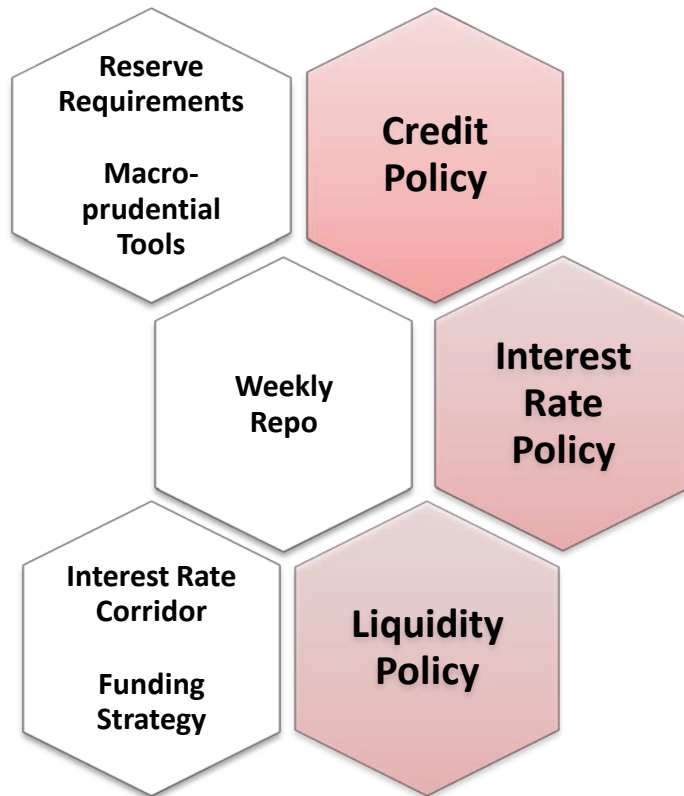 Reserve
Requirements
Macro-
prudential
Tools
Credit
Policy
Weekly
Repo
Interest
Rate
Policy
Interest Rate
Corridor
Funding
Strategy
Liquidity
Policy